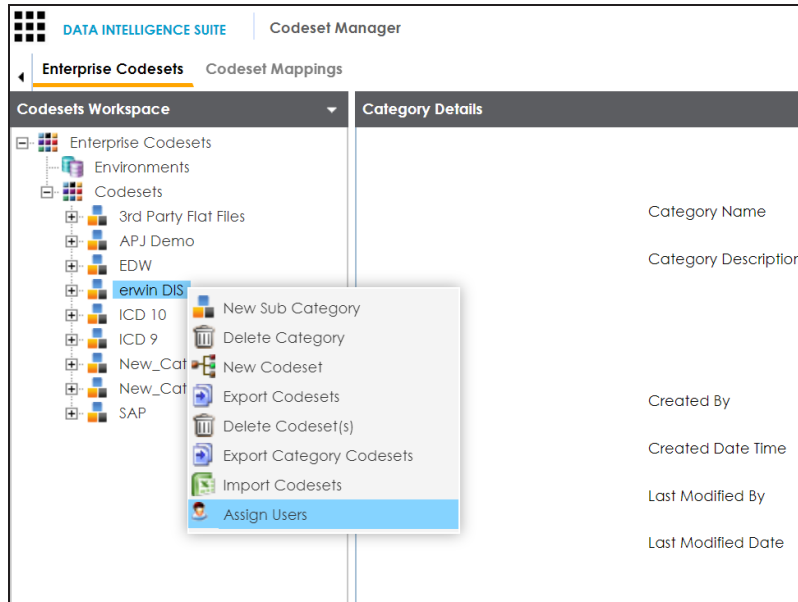 DATA INTELLIGENCE SUITE
Codeset Manager
Enterprise Codesets
Codeset Mappings
Codesets Workspace
Category Details
Enterprise Codesets
Environments
Codesets
3rd Party Flat Files
APJ Demo
EDW
erwin DIS
ICD 10
ICD 9
New_Cat
New_Cat
SAP
New Sub Category
Delete Category
New Codeset
Export Codesets
Delete Codeset(s)
Export Category Codesets
Import Codesets
Assign Users
Category Name
Category Description
Created By
Created Date Time
Last Modified By
Last Modified Date